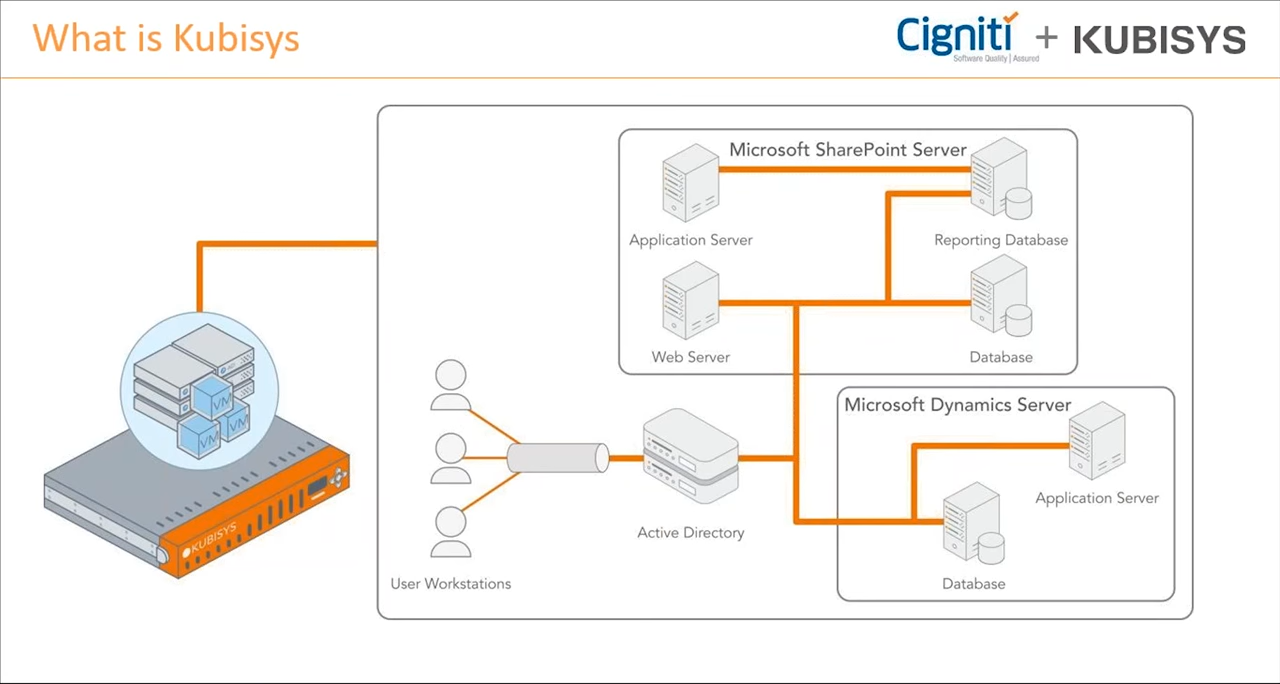 What is Kubisys
Cigniti + KUBISYS
Software Quality | Assured
Microsoft SharePoint Server
Application Server
Reporting Database
Web Server
Database
VM
VM
VM
KUBISYS
User Workstations
Active Directory
Microsoft Dynamics Server
Application Server
Database